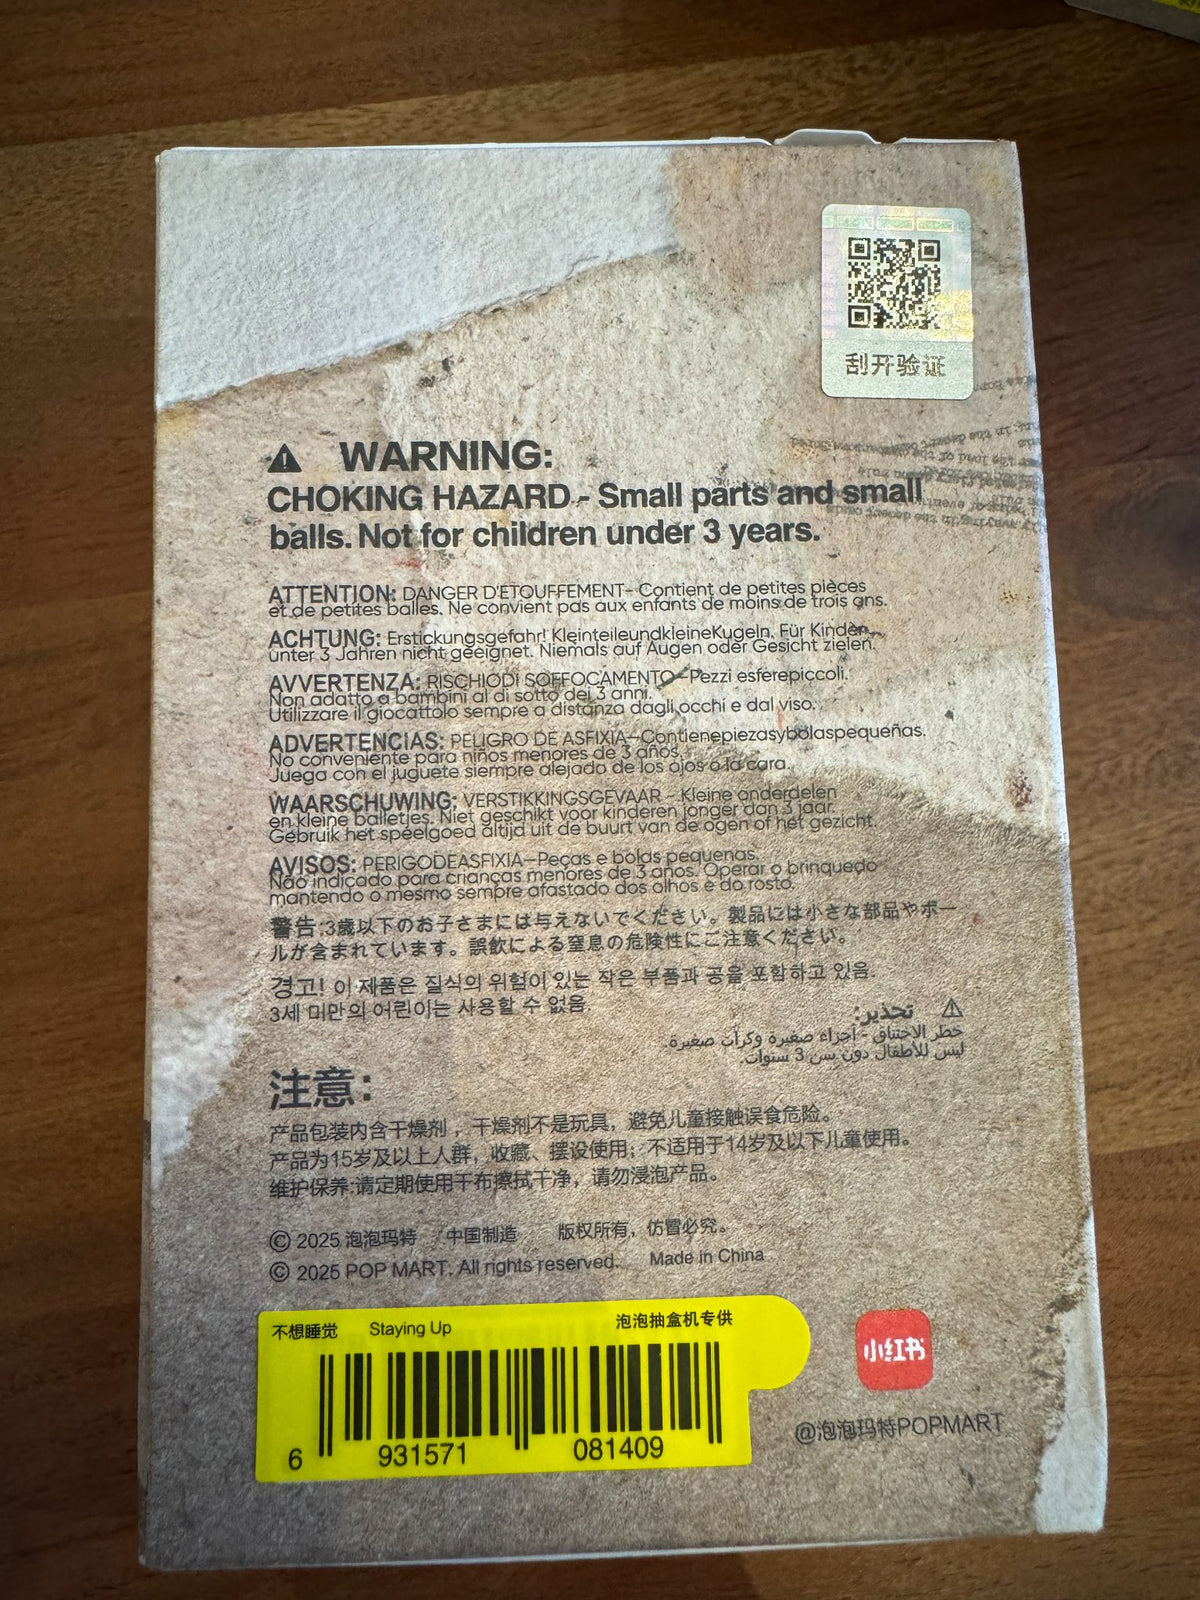 刮开验证
⚠ WARNING:
CHOKING HAZARD - Small parts and small
balls. Not for children under 3 years.
ATTENTION: DANGER D'ÉTOUFFEMENT- Contient de petites pièces
et de petites balles. Ne convient pas aux enfants de moins de trois ans.
ACHTUNG: Erstickungsgefahr! KleinteileundkleineKugeln. Für Kinder
unter 3 Jahren nicht geeignet. Niemals auf Augen oder Gesicht zielen.
AVVERTENZA: RISCHIODI SOFFOCAMENTO-Pezzi esferepiccoli.
Non adatto a bambini al di sotto dei 3 anni.
Utilizzare il giocattolo sempre a distanza dagli occhi e dal viso.
ADVERTENCIAS: PELIGRO DE ASFIXIA—Contienepiezasybolaspequeñas.
No conveniente para niños menores de 3 años.
Juega con el juguete siempre alejado de los ojos o la cara.
WAARSCHUWING: VERSTIKKINGSGEVAAR - Kleine onderdelen
en kleine balletjes. Niet geschikt voor kinderen jonger dan 3 jaar.
Gebruik het speelgoed altijd uit de buurt van de ogen of het gezicht.
AVISOS: PERIGODEASFIXIA—Peças e bolas pequenas.
Não indicado para crianças menores de 3 anos. Operar o brinquedo
mantendo o mesmo sempre afastado dos olhos e do rosto.
警告:3歳以下のお子さまには与えないでください。製品には小さな部品やボー
ルが含まれています。誤飲による窒息の危険性にご注意ください。
경고! 이 제품은 질식의 위험이 있는 작은 부품과 공을 포함하고 있음.
3세 미만의 어린이는 사용할 수 없음.
⚠ تحذير:
خطر الاختناق - أجزاء صغيرة وكرات صغيرة.
ليس للأطفال دون سن 3 سنوات.
注意：
产品包装内含干燥剂，干燥剂不是玩具，避免儿童接触误食危险。
产品为15岁及以上人群，收藏、摆设使用；不适用于14岁及以下儿童使用。
维护保养:请定期使用干布擦拭干净，请勿浸泡产品。
© 2025 泡泡玛特 中国制造 版权所有，仿冒必究。
© 2025 POP MART. All rights reserved. Made in China
不想睡觉 Staying Up 泡泡抽盒机专供
6 931571 081409
小红书
@泡泡玛特POPMART